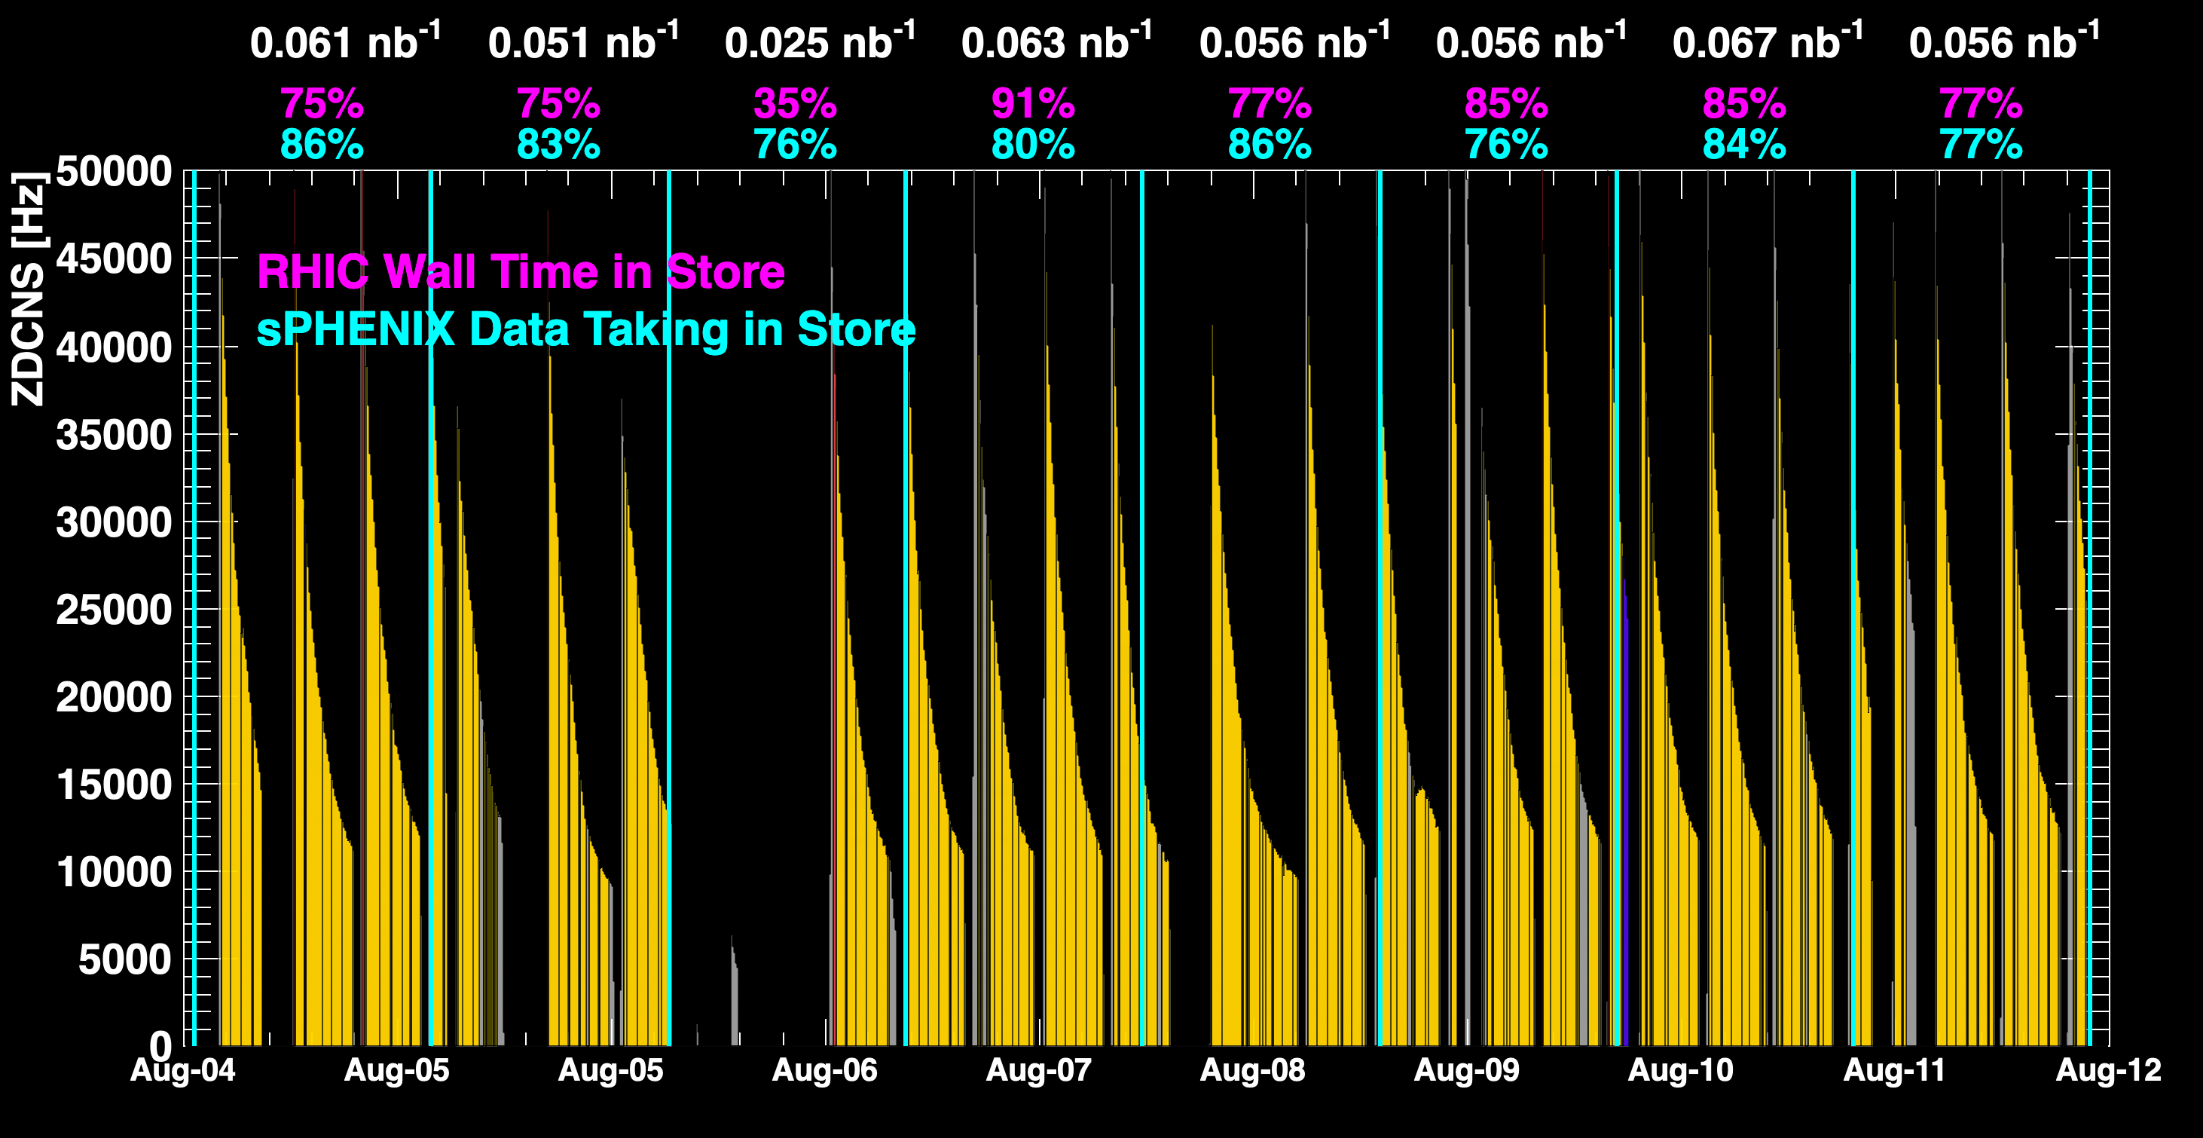 0.061 nb-1 0.051 nb-1 0.025 nb-1 0.063 nb-1 0.056 nb-1 0.056 nb-1 0.067 nb-1 0.056 nb-1
75% 75% 35% 91% 77% 85% 85% 77%
86% 83% 76% 80% 86% 76% 84% 77%
ZDCNS [Hz]
50000
45000
RHIC Wall Time in Store
sPHENIX Data Taking in Store
40000
35000
30000
25000
20000
15000
10000
5000
0
Aug-04 Aug-05 Aug-05 Aug-06 Aug-07 Aug-08 Aug-09 Aug-10 Aug-11 Aug-12